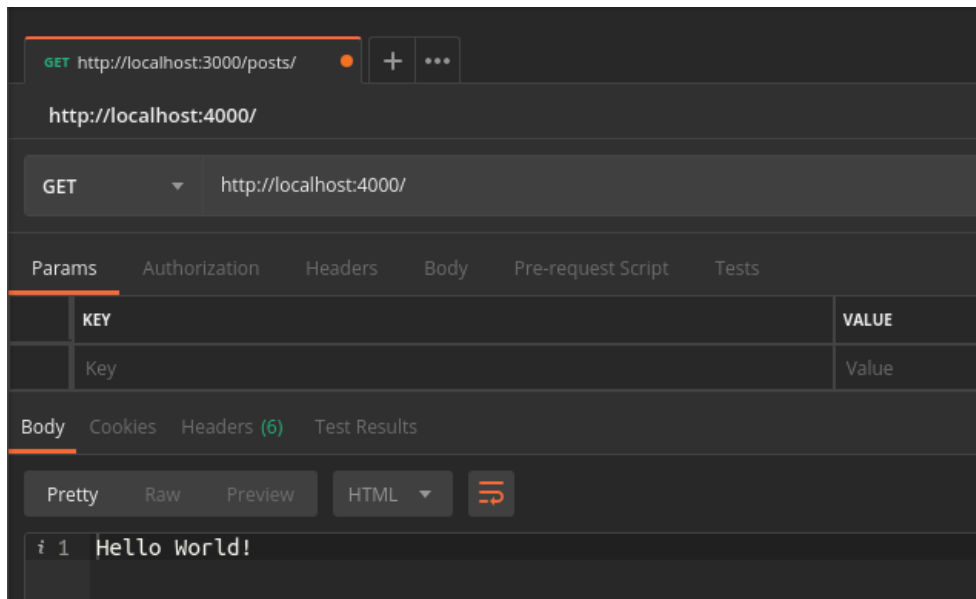 GET http://localhost:3000/posts/ + •••
http://localhost:4000/
GET http://localhost:4000/
Params Authorization Headers Body Pre-request Script Tests
KEY VALUE
Key Value
Body Cookies Headers (6) Test Results
Pretty Raw Preview HTML
i 1 Hello World!